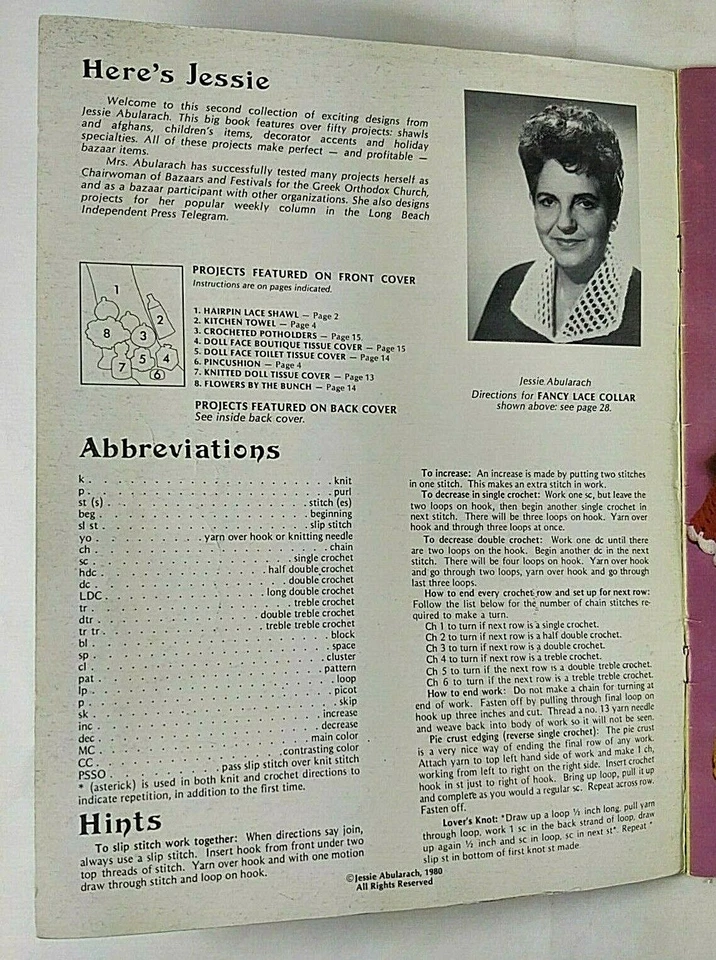 Here's Jessie
Welcome to this second collection of exciting designs from
Jessie Abularach. This big book features over fifty projects: shawls
and afghans, children's items, decorator accents and holiday
specialties. All of these projects make perfect — and profitable —
bazaar items.
Mrs. Abularach has successfully tested many projects herself as
Chairwoman of Bazaars and Festivals for the Greek Orthodox Church,
and as a bazaar participant with other organizations. She also designs
projects for her popular weekly column in the Long Beach
Independent Press Telegram.
1
2
8
3
5
4
7
6
PROJECTS FEATURED ON FRONT COVER
Instructions are on pages indicated.
1. HAIRPIN LACE SHAWL — Page 2
2. KITCHEN TOWEL — Page 4
3. CROCHETED POTHOLDERS — Page 15
4. DOLL FACE BOUTIQUE TISSUE COVER — Page 15
5. DOLL FACE TOILET TISSUE COVER — Page 14
6. PINCUSHION — Page 4
7. KNITTED DOLL TISSUE COVER — Page 13
8. FLOWERS BY THE BUNCH — Page 14
PROJECTS FEATURED ON BACK COVER
See inside back cover.
Jessie Abularach
Directions for FANCY LACE COLLAR
shown above: see page 28.
Abbreviations
k . . . knit
p . . . purl
st (s) . . . stitch (es)
beg . . . beginning
sl st . . . slip stitch
yo . . . yarn over hook or knitting needle
ch . . . chain
sc . . . single crochet
hdc . . . half double crochet
dc . . . double crochet
LDC . . . long double crochet
tr . . . treble crochet
dtr . . . double treble crochet
tr tr . . . treble treble crochet
bl . . . block
sp . . . space
cl . . . cluster
pat . . . pattern
lp . . . loop
p . . . picot
sk . . . skip
inc . . . increase
dec . . . decrease
MC . . . main color
CC . . . contrasting color
PSSO . . . pass slip stitch over knit stitch
* (asterick) is used in both knit and crochet directions to
indicate repetition, in addition to the first time.
Hints
To slip stitch work together: When directions say join,
always use a slip stitch. Insert hook from front under two
top threads of stitch. Yarn over hook and with one motion
draw through stitch and loop on hook.
To increase: An increase is made by putting two stitches
in one stitch. This makes an extra stitch in work.
To decrease in single crochet: Work one sc, but leave the
two loops on hook, then begin another single crochet in
next stitch. There will be three loops on hook. Yarn over
hook and through three loops at once.
To decrease double crochet: Work one dc until there
are two loops on the hook. Begin another dc in the next
stitch. There will be four loops on hook. Yarn over hook
and go through two loops, yarn over hook and go through
last three loops.
How to end every crochet row and set up for next row:
Follow the list below for the number of chain stitches re-
quired to make a turn.
Ch 1 to turn if next row is a single crochet.
Ch 2 to turn if next row is a half double crochet.
Ch 3 to turn if next row is a double crochet.
Ch 4 to turn if next row is a treble crochet.
Ch 5 to turn if the next row is a double treble crochet.
Ch 6 to turn if next row is a treble treble crochet.
How to end work: Do not make a chain for turning at
end of work. Fasten off by pulling through final loop on
hook up three inches and cut. Thread a no. 13 yarn needle
and weave back into body of work so it will not be seen.
Pie crust edging (reverse single crochet): The pie crust
is a very nice way of ending the final row of any work.
Attach yarn to top left hand side of work and make 1 ch,
working from left to right on the right side. Insert crochet
hook in st just to right of hook. Bring up loop, pull it up
and complete as you would a regular sc. Repeat across row.
Fasten off.
Lover's Knot: *Draw up a loop ½ inch long, pull yarn
through loop, work 1 sc in the back strand of loop, draw
up again ½ inch and sc in loop, sc in next st*. Repeat *
slip st in bottom of first knot st made
©Jessie Abularach, 1980
All Rights Reserved